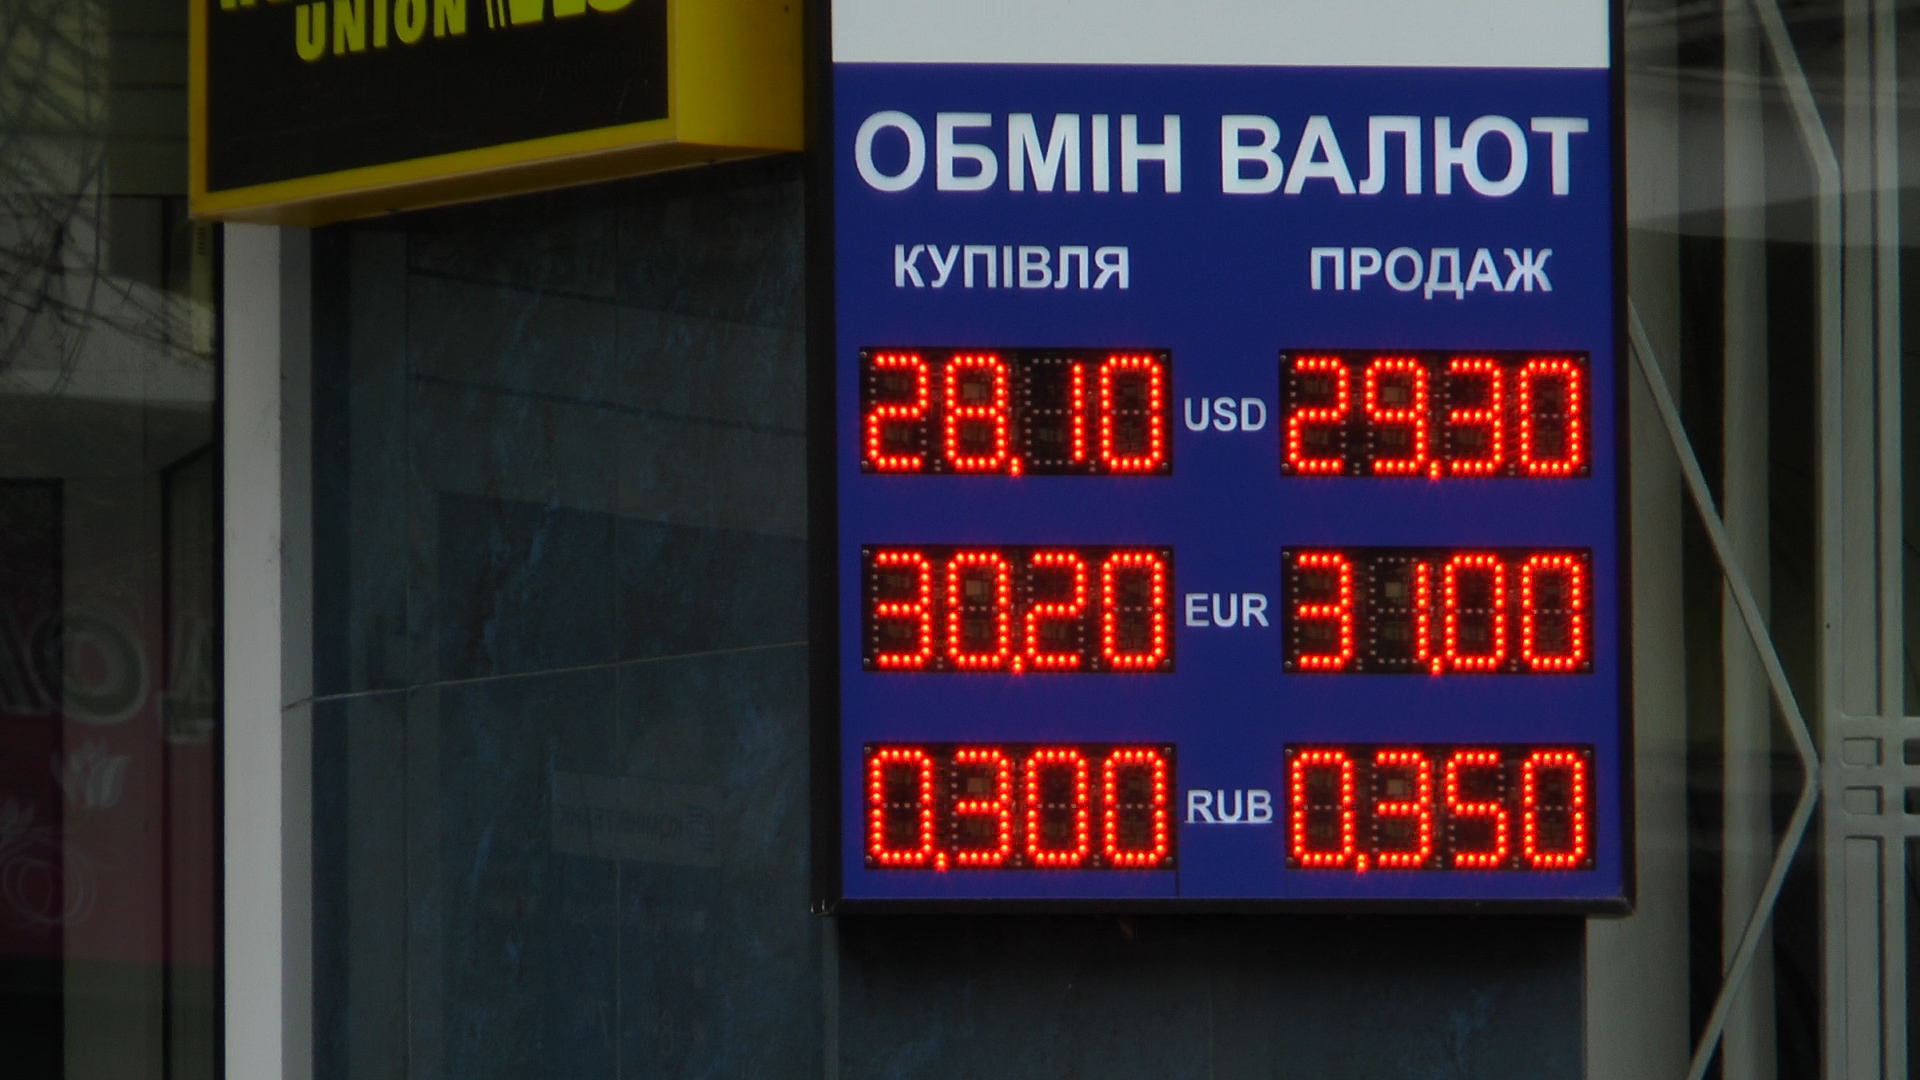 UNION
ОБМІН ВАЛЮТ
КУПІВЛЯ ПРОДАЖ
28,10 USD 29,30
30,20 EUR 31,00
0,300 RUB 0,350